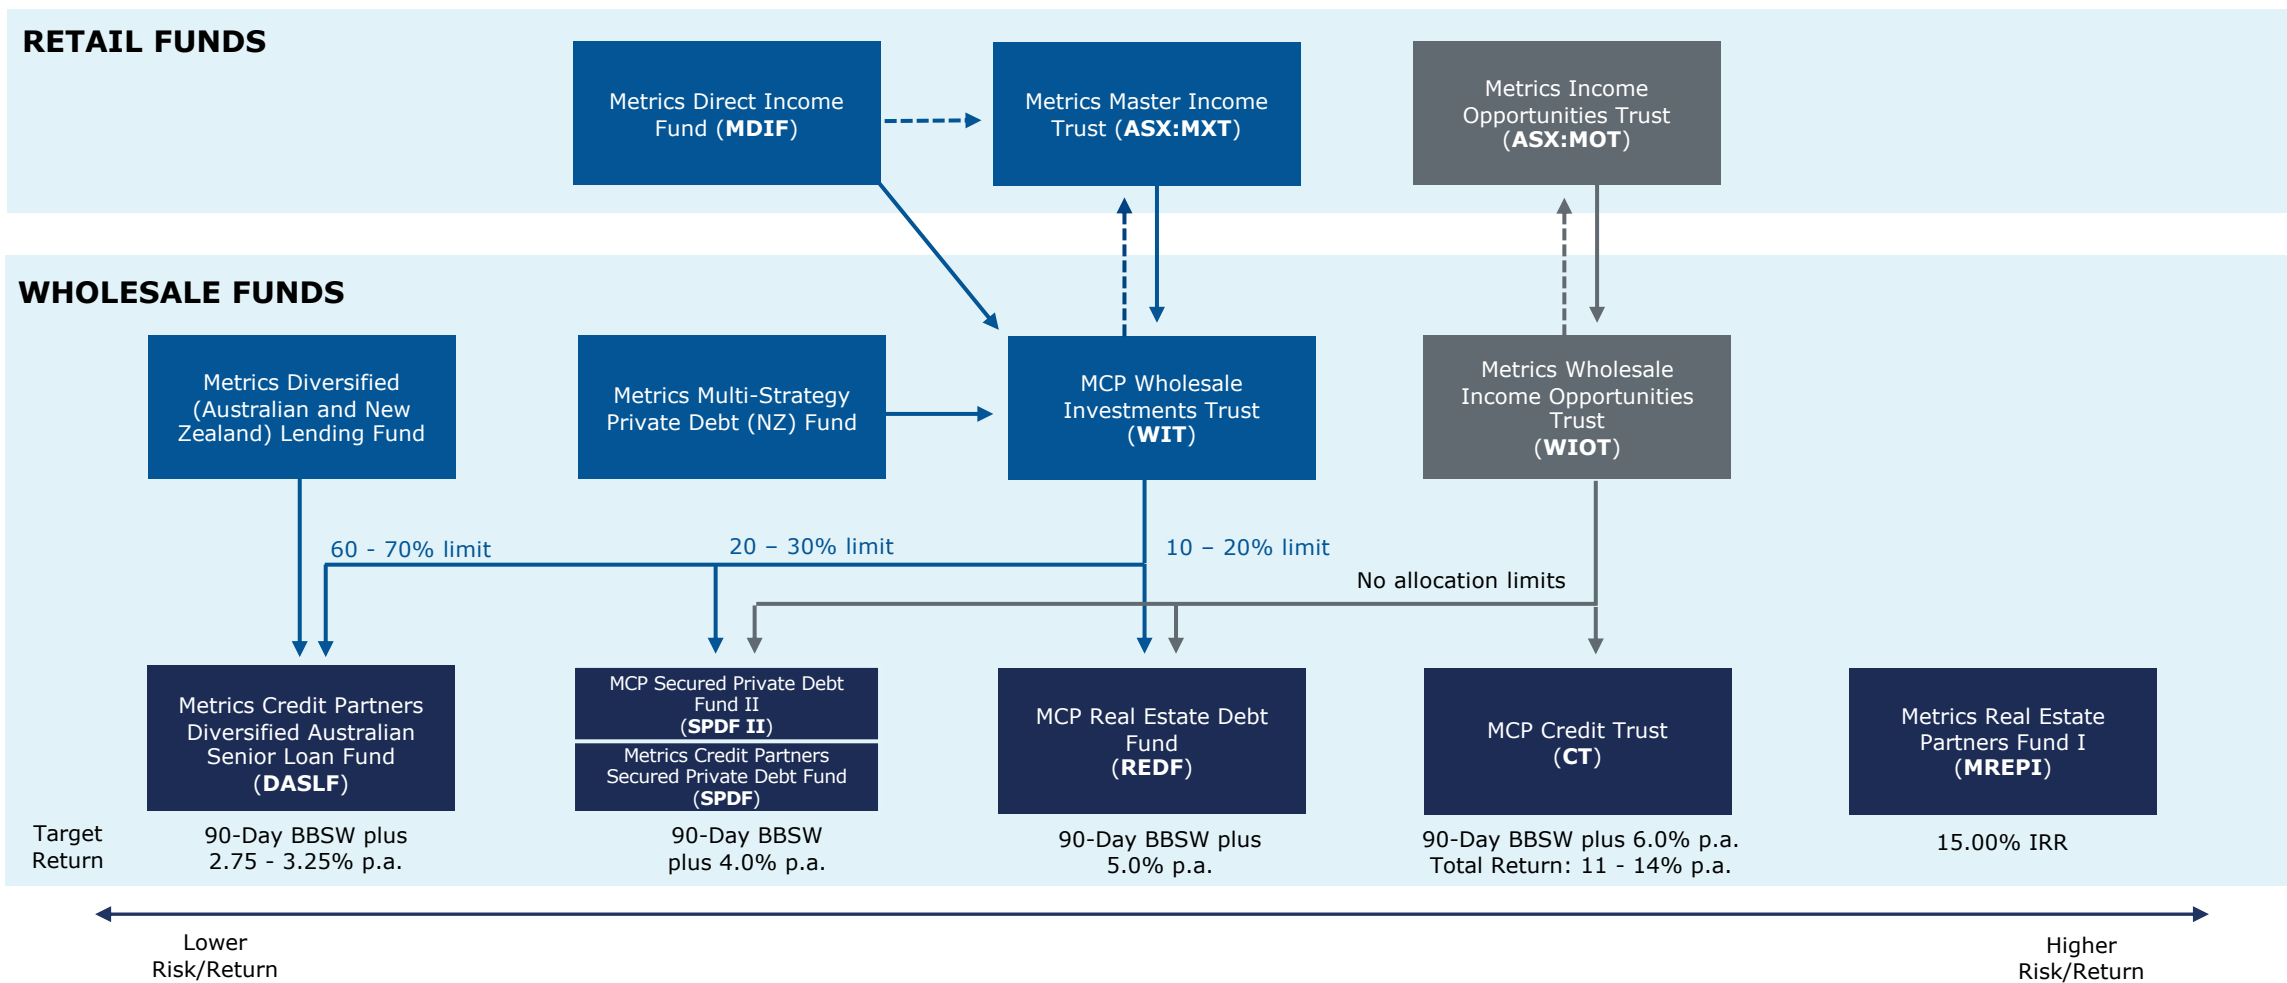 RETAIL FUNDS
Metrics Direct Income
Fund (MDIF)
Metrics Master Income
Trust (ASX:MXT)
Metrics Income
Opportunities Trust
(ASX:MOT)
WHOLESALE FUNDS
Metrics Diversified
(Australian and New
Zealand) Lending Fund
Metrics Multi-Strategy
Private Debt (NZ) Fund
MCP Wholesale
Investments Trust
(WIT)
Metrics Wholesale
Income Opportunities
Trust
(WIOT)
60 - 70% limit
20 – 30% limit
10 – 20% limit
No allocation limits
Metrics Credit Partners
Diversified Australian
Senior Loan Fund
(DASLF)
MCP Secured Private Debt
Fund II
(SPDF II)
Metrics Credit Partners
Secured Private Debt Fund
(SPDF)
MCP Real Estate Debt
Fund
(REDF)
MCP Credit Trust
(CT)
Metrics Real Estate
Partners Fund I
(MREPI)
Target
Return
90-Day BBSW plus
2.75 - 3.25% p.a.
90-Day BBSW
plus 4.0% p.a.
90-Day BBSW plus
5.0% p.a.
90-Day BBSW plus 6.0% p.a.
Total Return: 11 - 14% p.a.
15.00% IRR
Lower
Risk/Return
Higher
Risk/Return